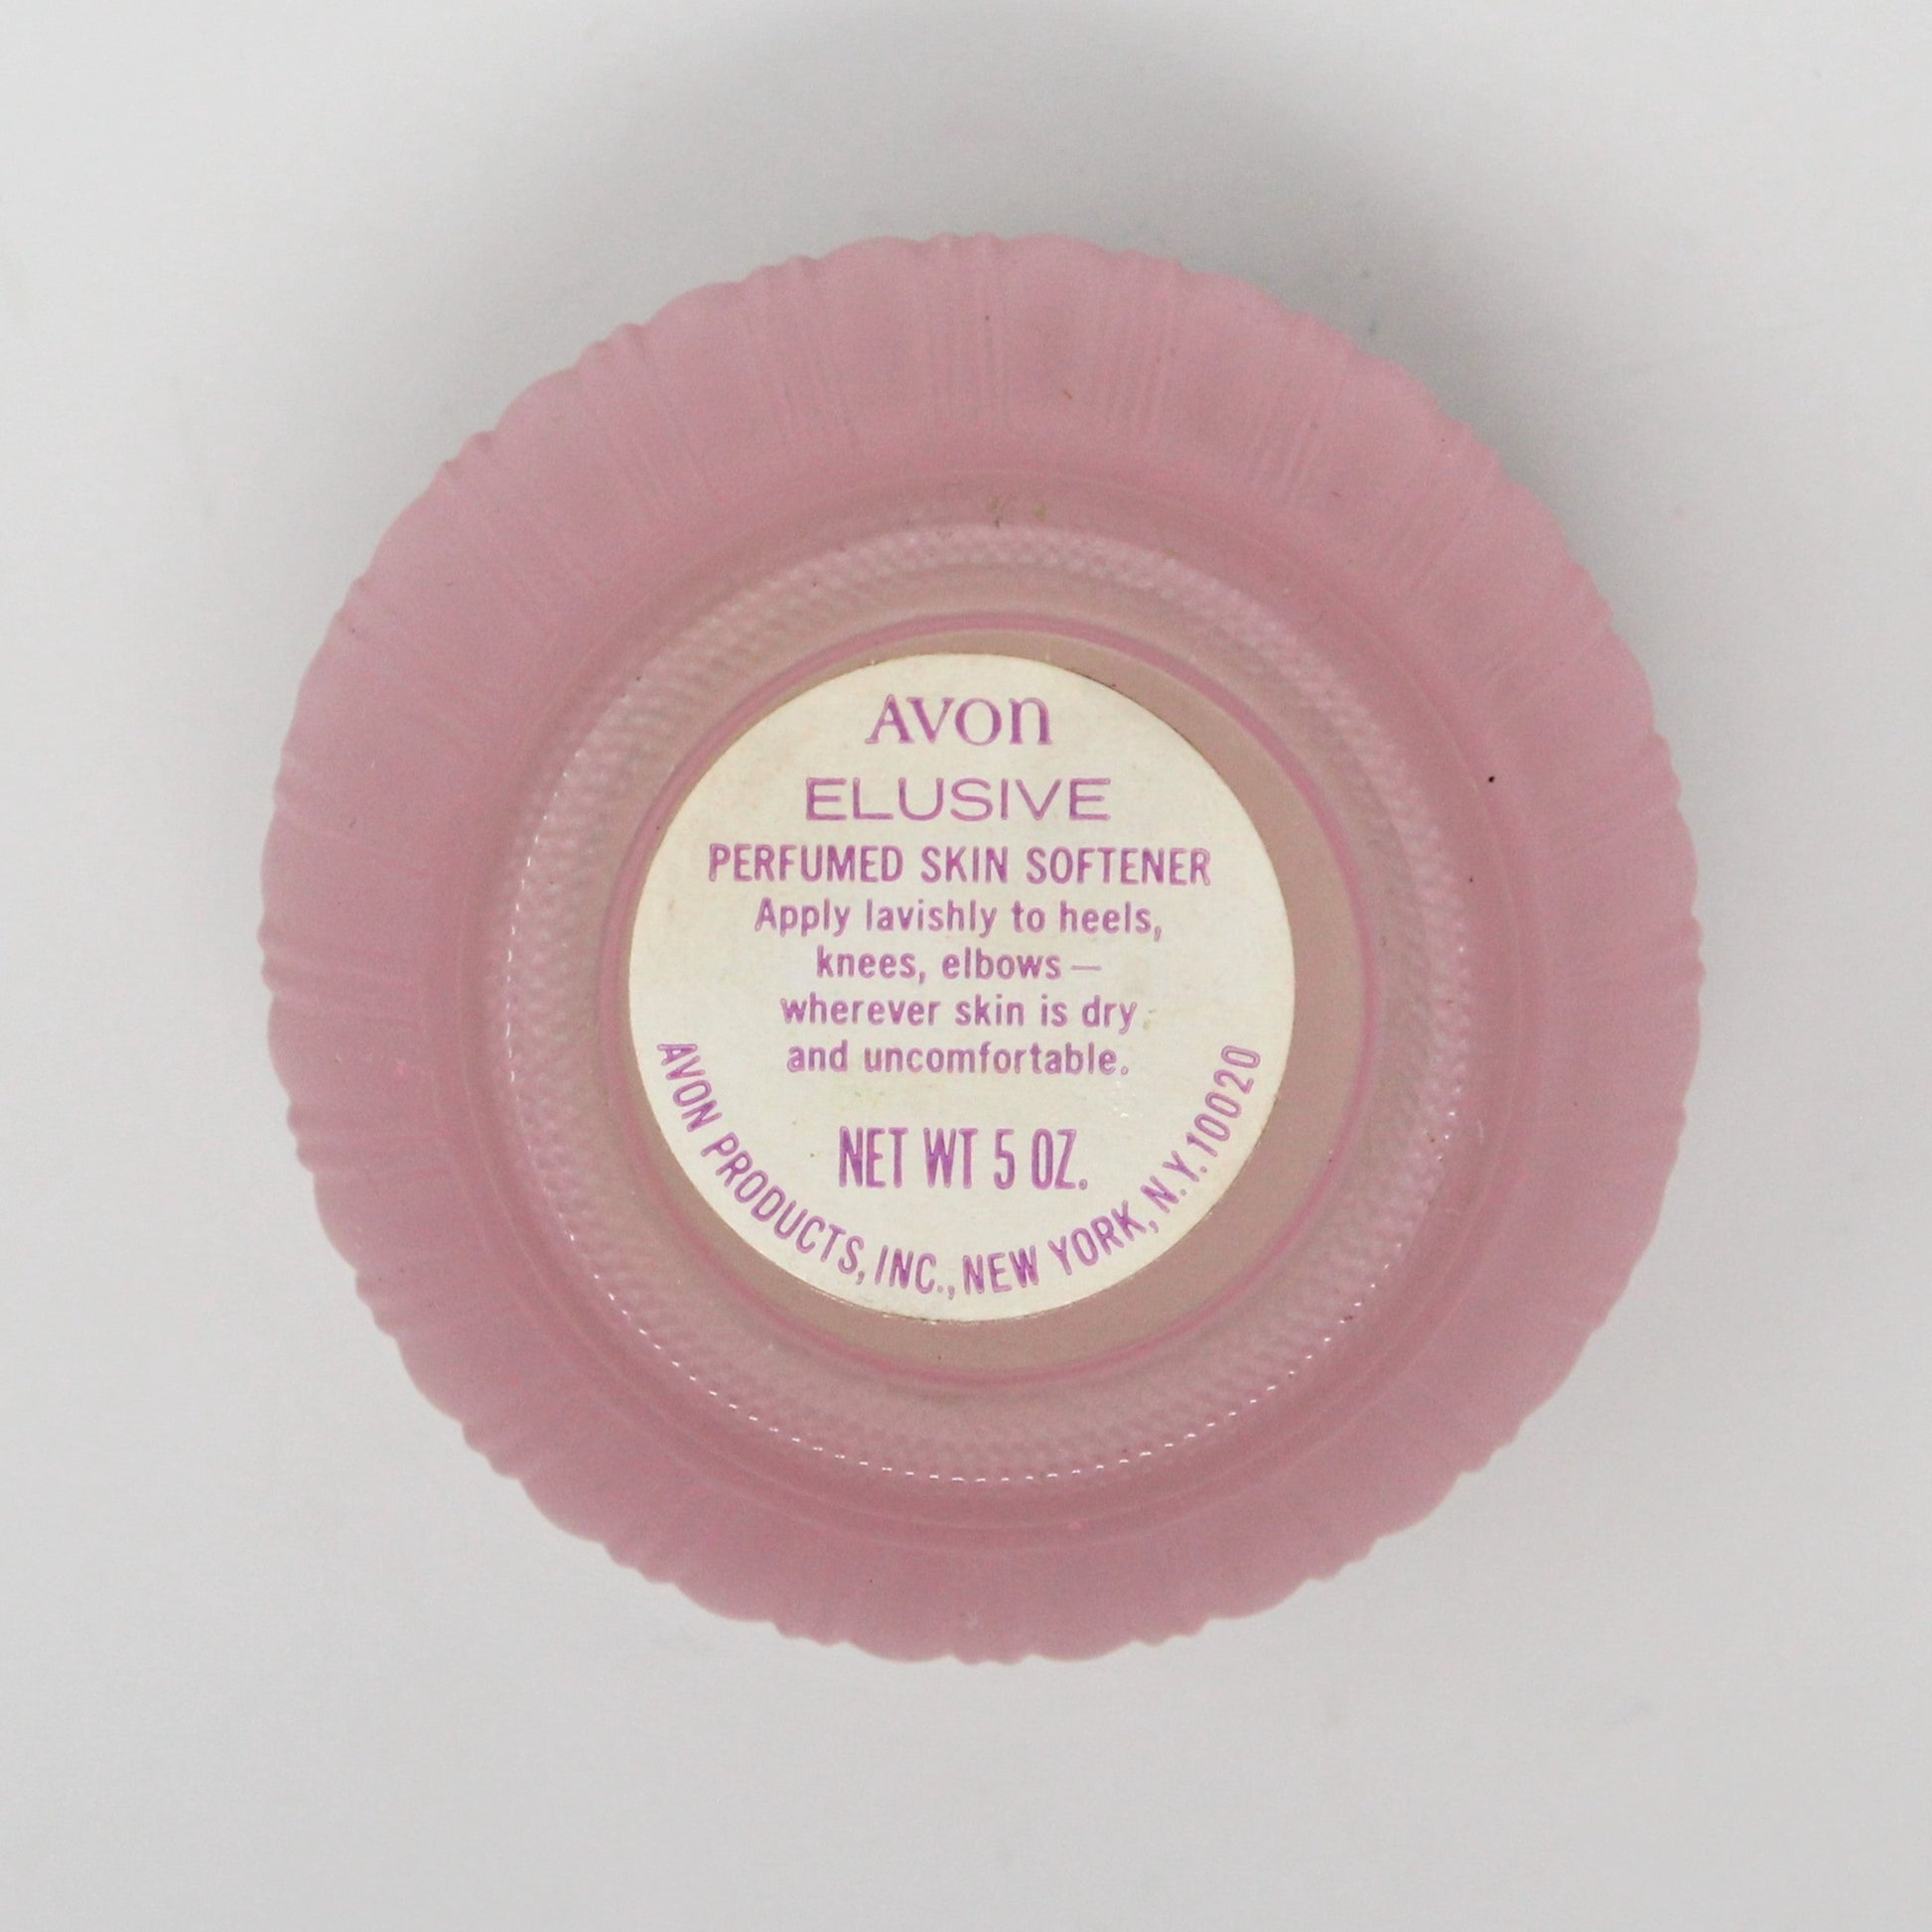 AVON
ELUSIVE
PERFUMED SKIN SOFTENER
Apply lavishly to heels,
knees, elbows —
wherever skin is dry
and uncomfortable.
NET WT 5 OZ.
AVON PRODUCTS, INC., NEW YORK, N.Y. 10020